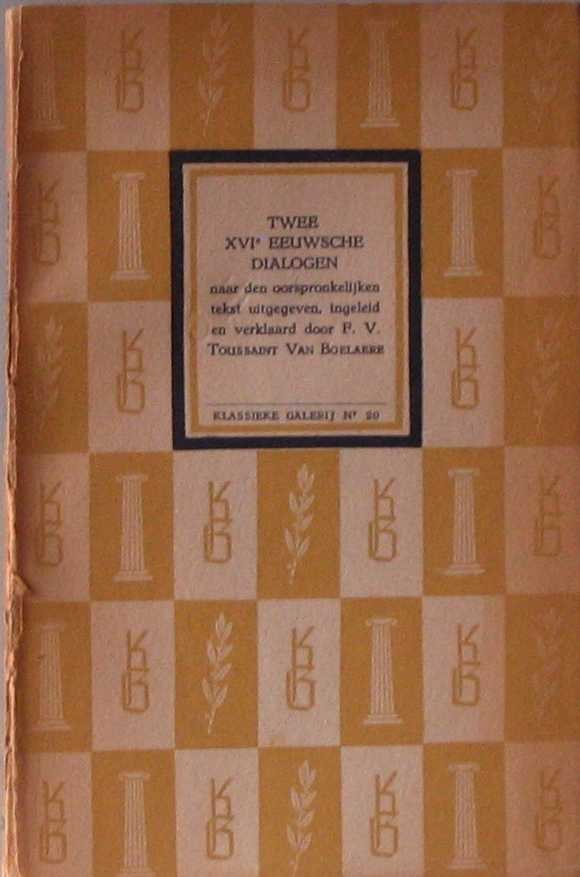 TWEE
XVIᵉ EEUWSCHE
DIALOGEN
naar den oorspronkelijken
tekst uitgegeven, ingeleid
en verklaard door F. V.
TOUSSAINT VAN BOELAERE
KLASSIEKE GALERIJ Nʳ 20